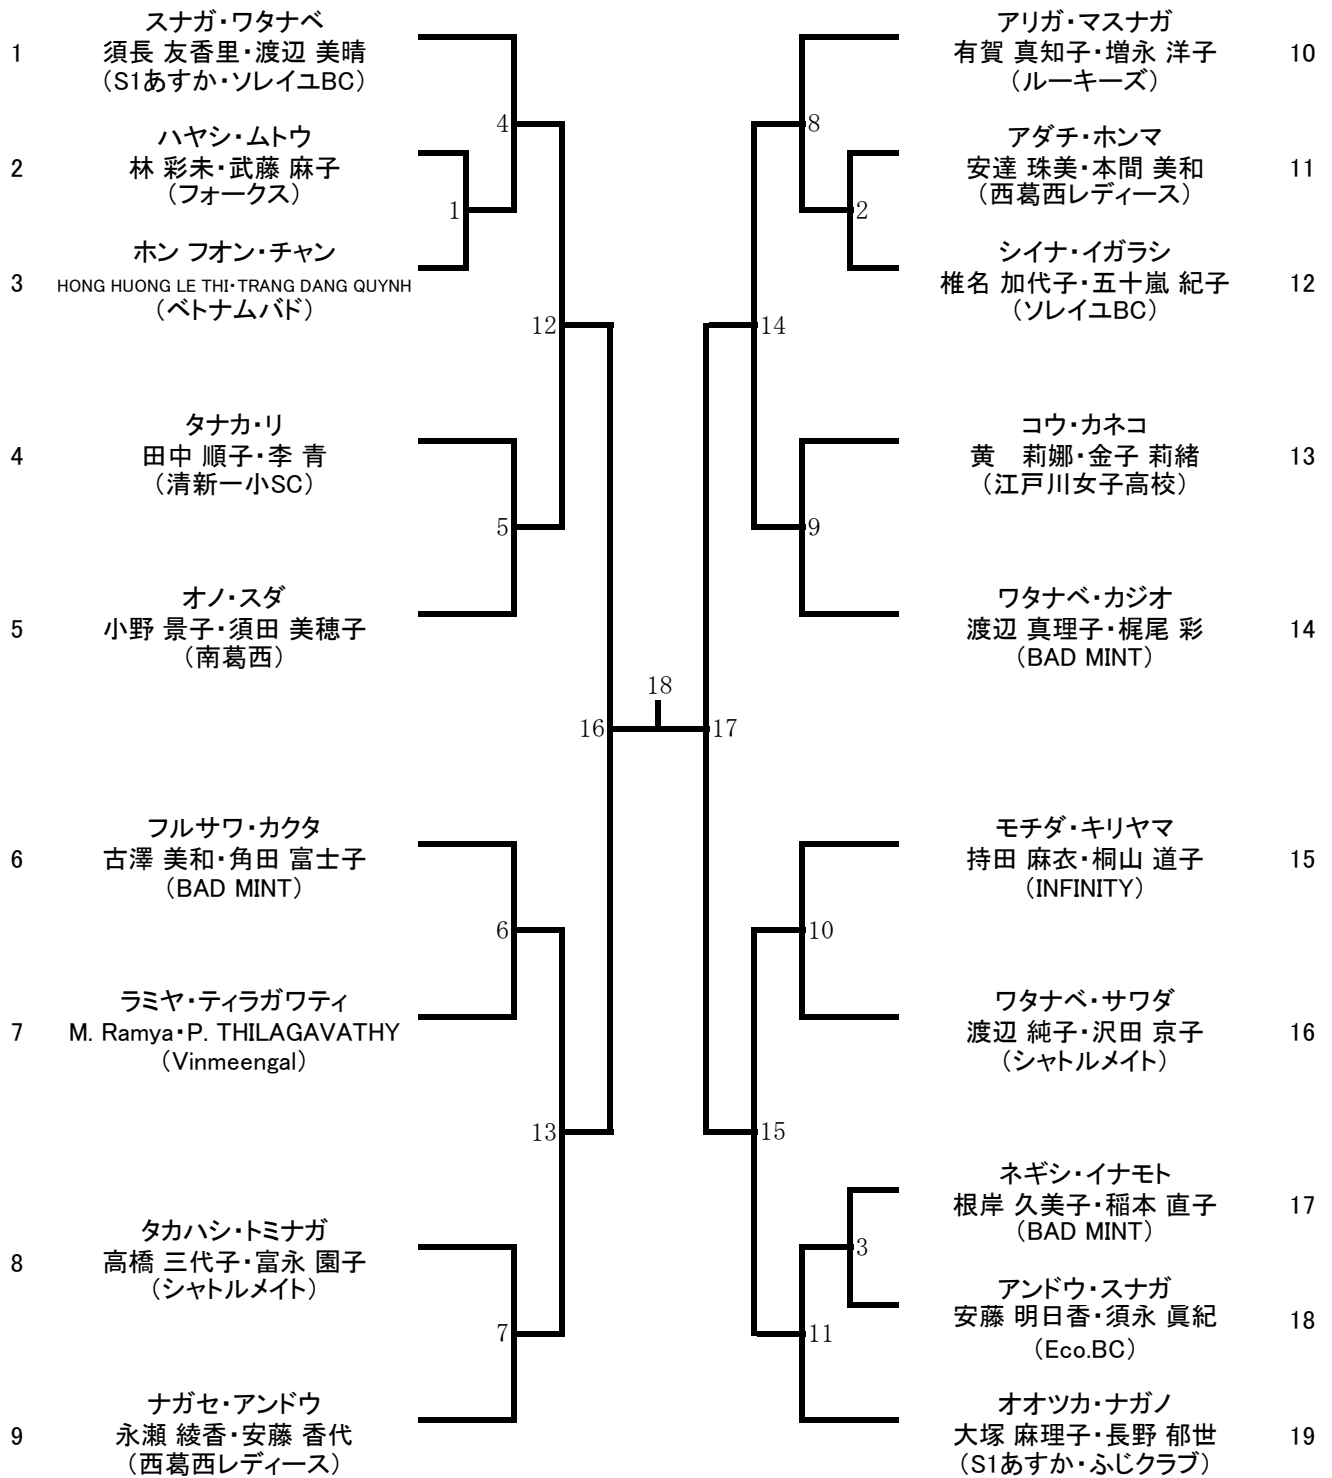 スナガ・ワタナベ
1 須長 友香里・渡辺 美晴
（S1あすか・ソレイユBC）
4
ハヤシ・ムトウ
2 林 彩未・武藤 麻子
（フォークス）
1
ホン フオン・チャン
3 HONG HUONG LE THI・TRANG DANG QUYNH
（ベトナムバド）
12
タナカ・リ
4 田中 順子・李 青
（清新一小SC）
5
オノ・スダ
5 小野 景子・須田 美穂子
（南葛西）
16
フルサワ・カクタ
6 古澤 美和・角田 富士子
（BAD MINT）
6
ラミヤ・ティラガワティ
7 M. Ramya・P. THILAGAVATHY
（Vinmeengal）
13
タカハシ・トミナガ
8 高橋 三代子・富永 園子
（シャトルメイト）
7
ナガセ・アンドウ
9 永瀬 綾香・安藤 香代
（西葛西レディース）
18
アリガ・マスナガ
有賀 真知子・増永 洋子 10
（ルーキーズ）
8
アダチ・ホンマ
安達 珠美・本間 美和 11
（西葛西レディース）
2
シイナ・イガラシ
椎名 加代子・五十嵐 紀子 12
（ソレイユBC）
14
コウ・カネコ
黄　莉娜・金子 莉緒 13
（江戸川女子高校）
9
ワタナベ・カジオ
渡辺 真理子・梶尾 彩 14
（BAD MINT）
17
モチダ・キリヤマ
持田 麻衣・桐山 道子 15
（INFINITY）
10
ワタナベ・サワダ
渡辺 純子・沢田 京子 16
（シャトルメイト）
15
ネギシ・イナモト
根岸 久美子・稲本 直子 17
（BAD MINT）
3
アンドウ・スナガ
安藤 明日香・須永 眞紀 18
（Eco.BC）
11
オオツカ・ナガノ
大塚 麻理子・長野 郁世 19
（S1あすか・ふじクラブ）